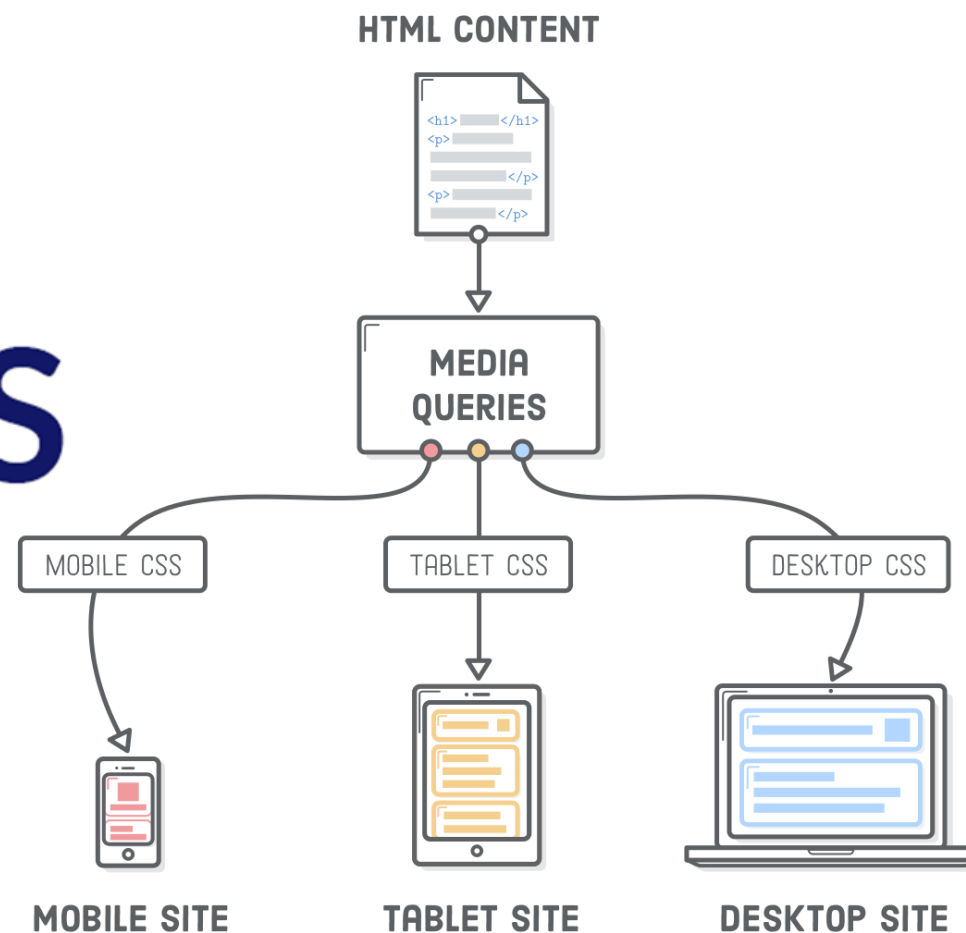 HTML CONTENT
<h1> </h1>
<p>
</p>
<p>
</p>
MEDIA
QUERIES
S
MOBILE CSS
TABLET CSS
DESKTOP CSS
MOBILE SITE
TABLET SITE
DESKTOP SITE